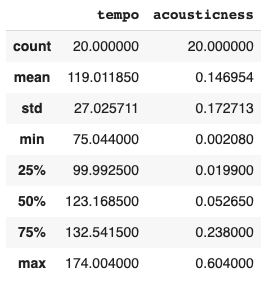 tempo acousticness
count 20.000000 20.000000
mean 119.011850 0.146954
std 27.025711 0.172713
min 75.044000 0.002080
25% 99.992500 0.019900
50% 123.168500 0.052650
75% 132.541500 0.238000
max 174.004000 0.604000